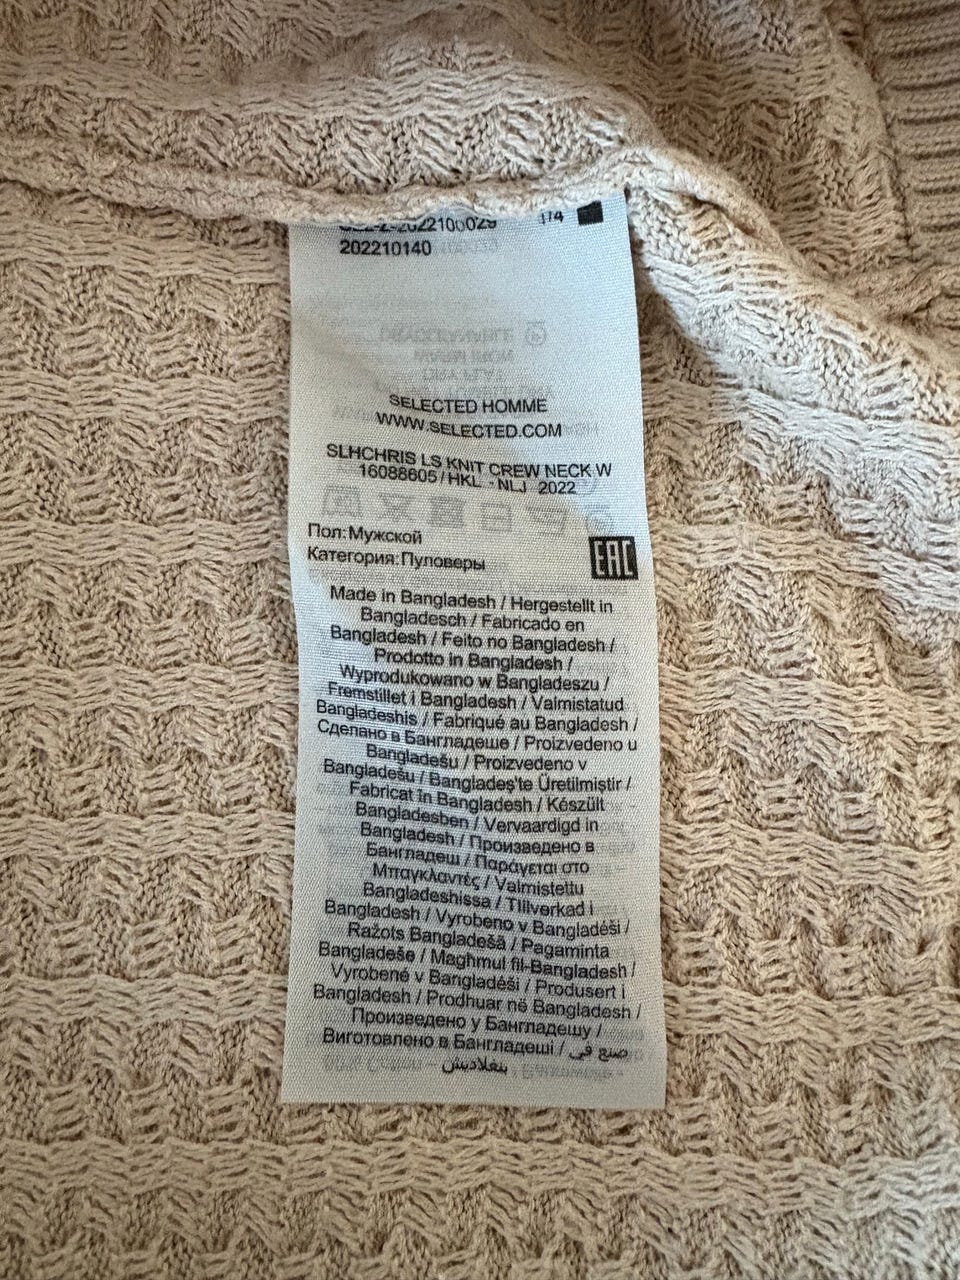 2022100029 1/4
202210140
SELECTED HOMME
WWW.SELECTED.COM
SLHCHRIS LS KNIT CREW NECK W
16088605 / HKL - NLJ 2022
Пол:Мужской
Категория:Пуловеры
EAC
Made in Bangladesh / Hergestellt in
Bangladesch / Fabricado en
Bangladesh / Feito no Bangladesh /
Prodotto in Bangladesh /
Wyprodukowano w Bangladeszu /
Fremstillet i Bangladesh / Valmistatud
Bangladeshis / Fabriqué au Bangladesh /
Сделано в Бангладеше / Proizvedeno u
Bangladešu / Proizvedeno v
Bangladešu / Bangladeş'te Üretilmiştir /
Fabricat în Bangladesh / Készült
Bangladesben / Vervaardigd in
Bangladesh / Произведено в
Бангладеш / Παράγεται στο
Μπαγκλαντές / Valmistettu
Bangladeshissa / Tillverkad i
Bangladesh / Vyrobeno v Bangladéši /
Ražots Bangladešā / Pagaminta
Bangladeše / Maghmul fil-Bangladesh /
Vyrobené v Bangladéši / Produsert i
Bangladesh / Prodhuar në Bangladesh /
Произведено у Бангладешу /
Виготовлено в Бангладеші / صنع في
بنغلاديش